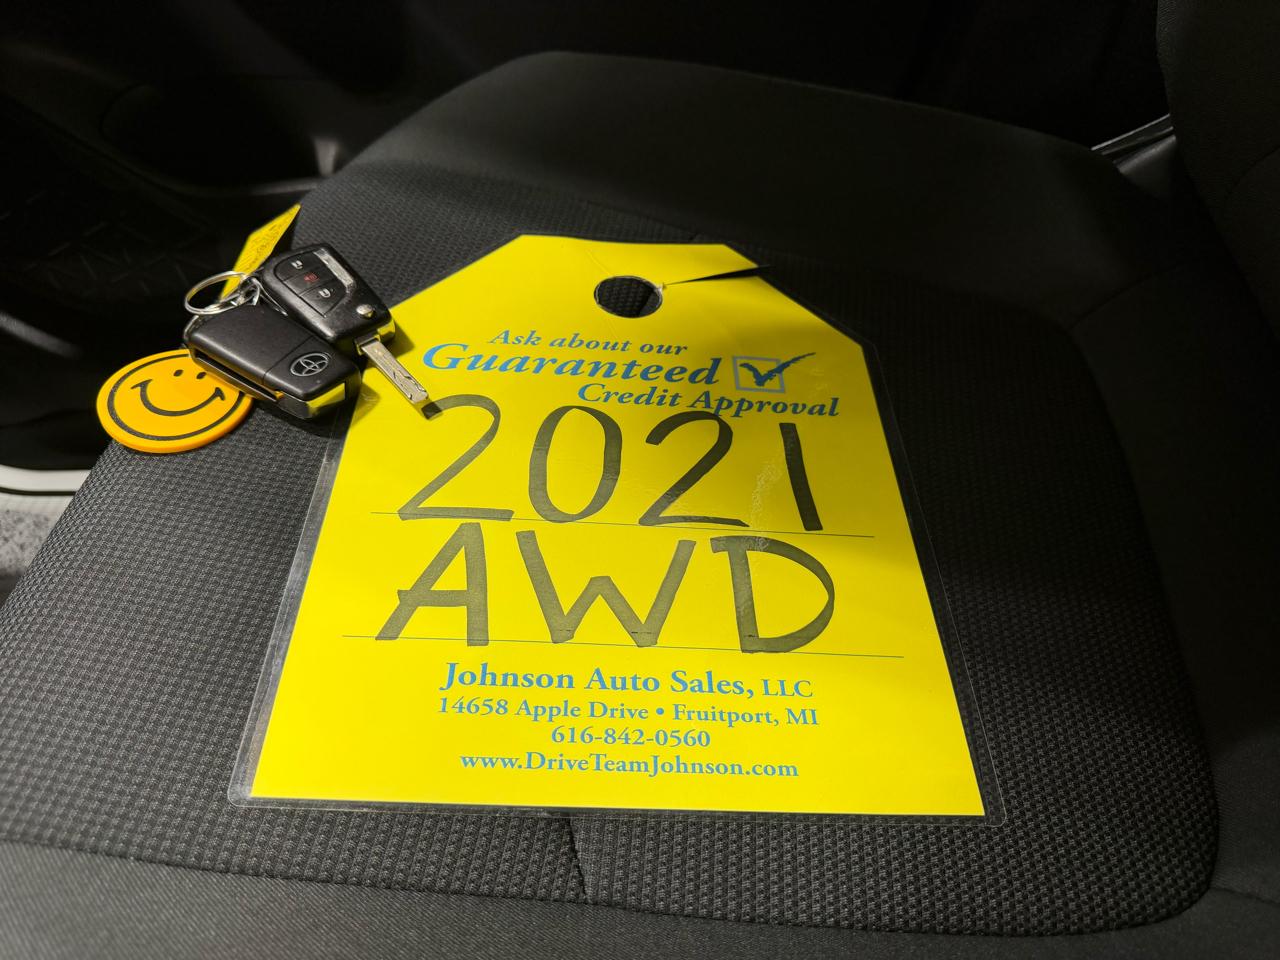 Ask about our
Guaranteed
Credit Approval
2021
AWD
Johnson Auto Sales, LLC
14658 Apple Drive • Fruitport, MI
616-842-0560
www.DriveTeamJohnson.com